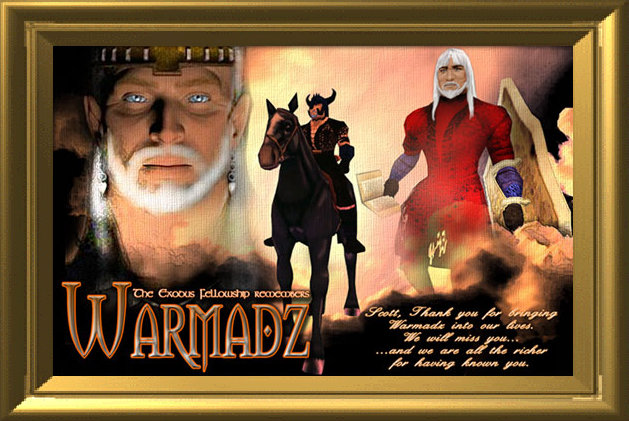 The Exodus Fellowship remembers
Warmadz
Scott, Thank you for bringing
Warmadz into our lives.
We will miss you...
...and we are all the richer
for having known you.